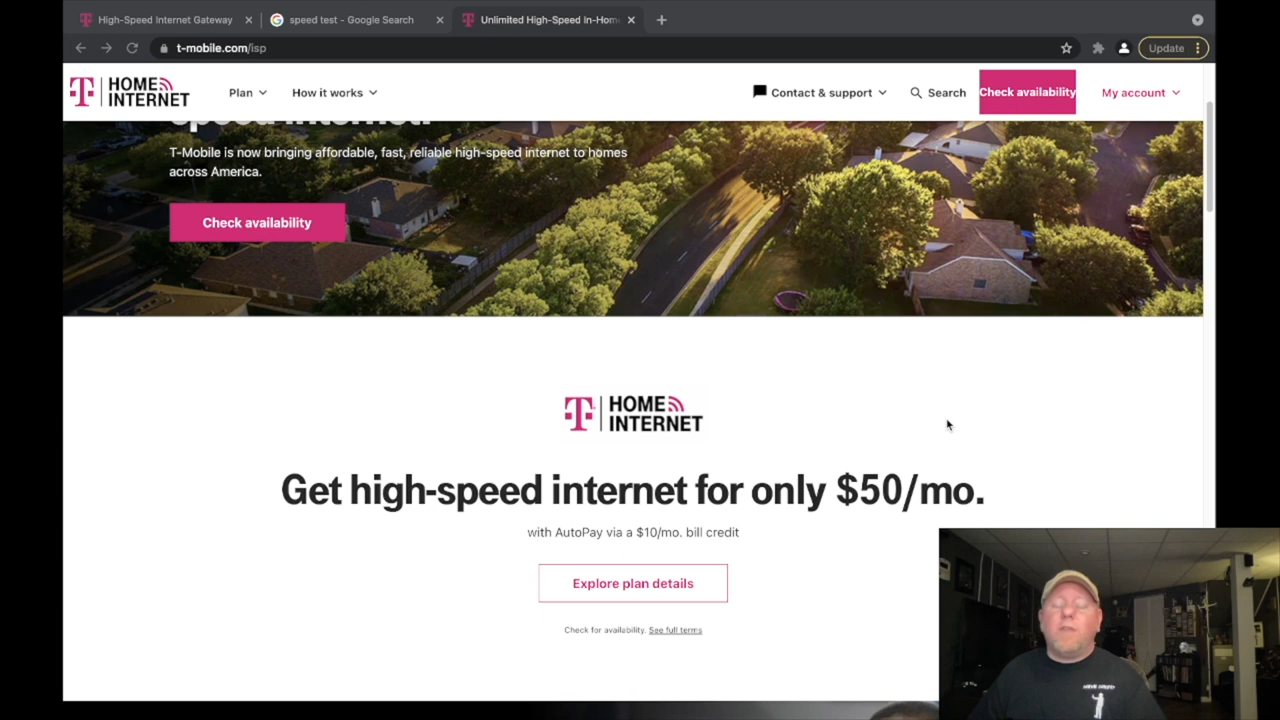 High-Speed Internet Gateway
speed test - Google Search
Unlimited High-Speed In-Hom
t-mobile.com/isp
Update
T HOME INTERNET
Plan
How it works
Contact & support
Search
Check availability
My account
speed internet.
T-Mobile is now bringing affordable, fast, reliable high-speed internet to homes
across America.
Check availability
T HOME
INTERNET
Get high-speed internet for only $50/mo.
with AutoPay via a $10/mo. bill credit
Explore plan details
Check for availability. See full terms